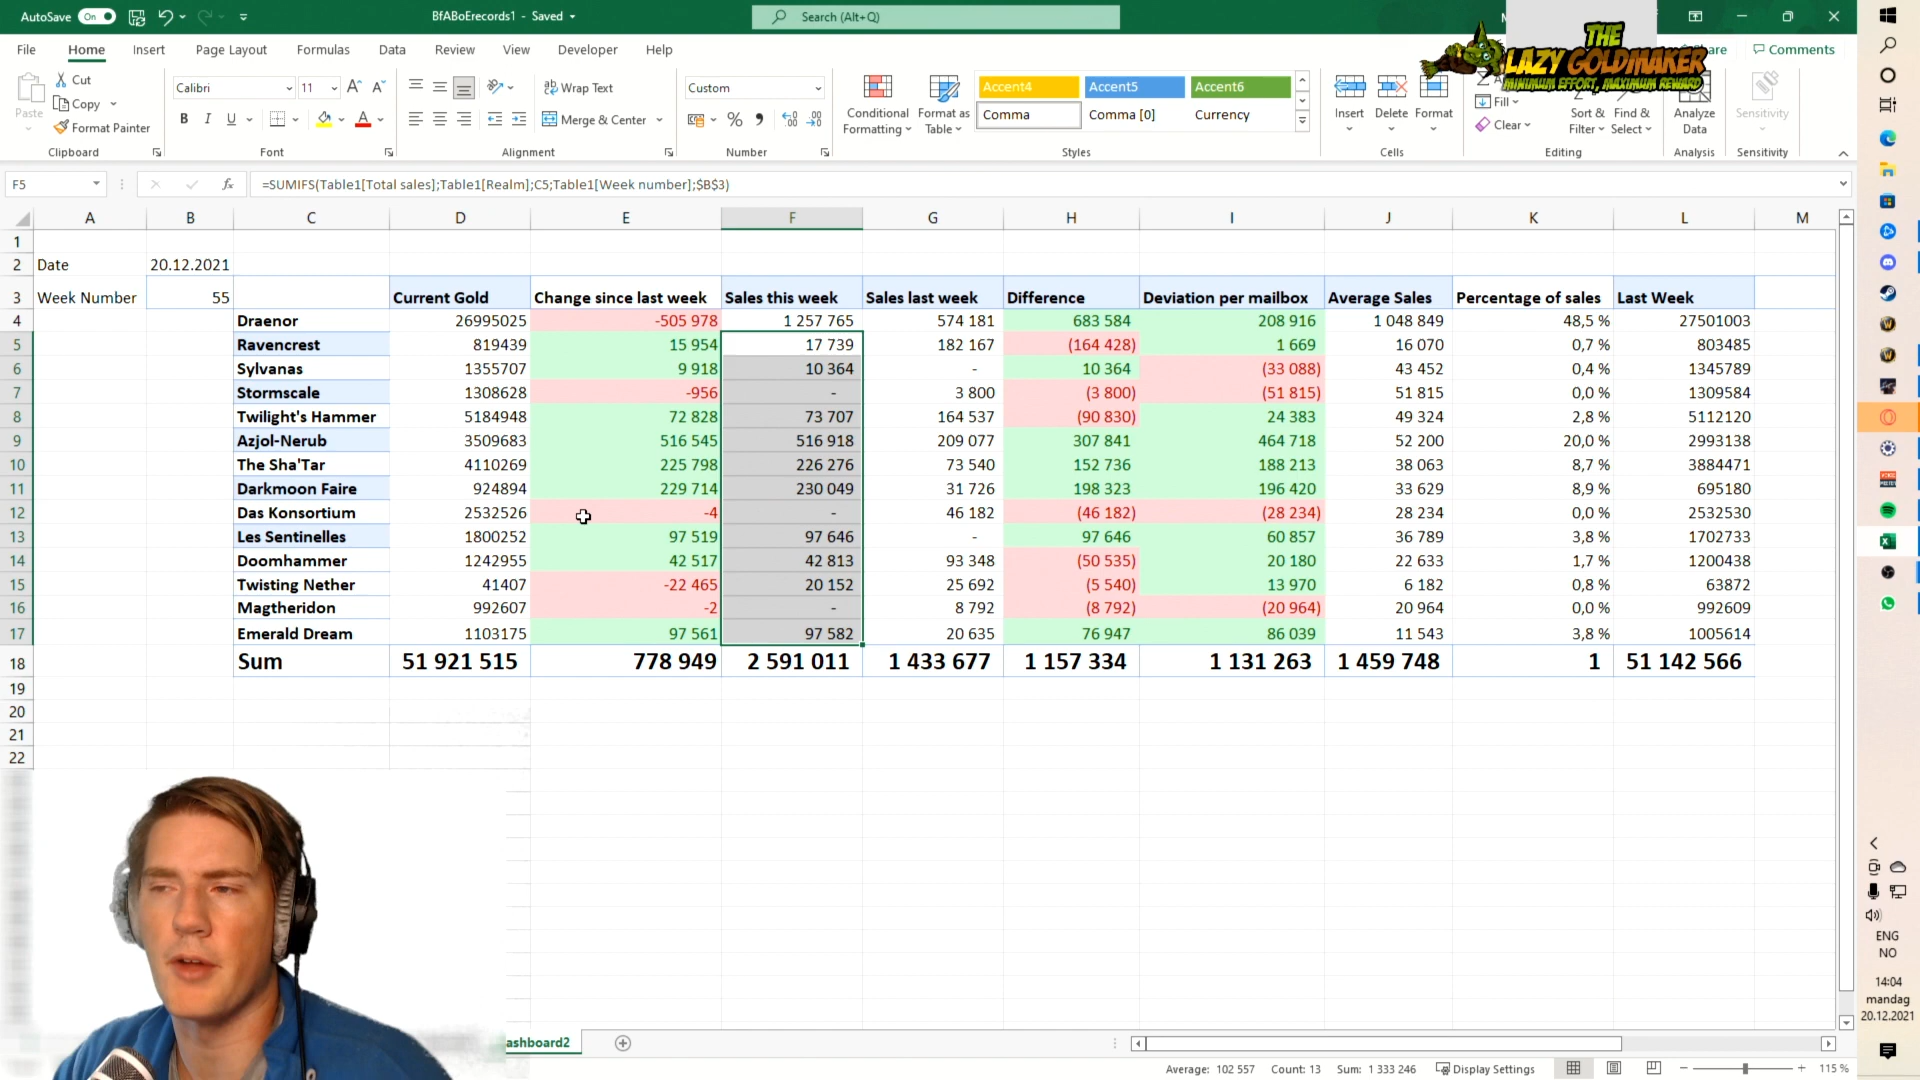 AutoSave On BfABoErecords1 - Saved Search (Alt+Q)
File Home Insert Page Layout Formulas Data Review View Developer Help Share Comments
THE
LAZY GOLDMAKER
MINIMUM EFFORT, MAXIMUM REWARD
Paste Cut Copy Format Painter
Calibri 11
B I U
Wrap Text
Merge & Center
Custom
Conditional Formatting
Format as Table
Accent4 Accent5 Accent6
Comma Comma [0] Currency
Insert Delete Format
Fill
Clear
Sort & Filter
Find & Select
Analyze Data
Sensitivity
Clipboard Font Alignment Number Styles Cells Editing Analysis Sensitivity
F5 fx =SUMIFS(Table1[Total sales];Table1[Realm];C5;Table1[Week number];$B$3)
A B C D E F G H I J K L M
1
2 Date 20.12.2021
3 Week Number 55 Current Gold Change since last week Sales this week Sales last week Difference Deviation per mailbox Average Sales Percentage of sales Last Week
4 Draenor 26995025 -505 978 1 257 765 574 181 683 584 208 916 1 048 849 48,5 % 27501003
5 Ravencrest 819439 15 954 17 739 182 167 (164 428) 1 669 16 070 0,7 % 803485
6 Sylvanas 1355707 9 918 10 364 - 10 364 (33 088) 43 452 0,4 % 1345789
7 Stormscale 1308628 -956 - 3 800 (3 800) (51 815) 51 815 0,0 % 1309584
8 Twilight's Hammer 5184948 72 828 73 707 164 537 (90 830) 24 383 49 324 2,8 % 5112120
9 Azjol-Nerub 3509683 516 545 516 918 209 077 307 841 464 718 52 200 20,0 % 2993138
10 The Sha'Tar 4110269 225 798 226 276 73 540 152 736 188 213 38 063 8,7 % 3884471
11 Darkmoon Faire 924894 229 714 230 049 31 726 198 323 196 420 33 629 8,9 % 695180
12 Das Konsortium 2532526 -4 - 46 182 (46 182) (28 234) 28 234 0,0 % 2532530
13 Les Sentinelles 1800252 97 519 97 646 - 97 646 60 857 36 789 3,8 % 1702733
14 Doomhammer 1242955 42 517 42 813 93 348 (50 535) 20 180 22 633 1,7 % 1200438
15 Twisting Nether 41407 -22 465 20 152 25 692 (5 540) 13 970 6 182 0,8 % 63872
16 Magtheridon 992607 -2 - 8 792 (8 792) (20 964) 20 964 0,0 % 992609
17 Emerald Dream 1103175 97 561 97 582 20 635 76 947 86 039 11 543 3,8 % 1005614
18 Sum 51 921 515 778 949 2 591 011 1 433 677 1 157 334 1 131 263 1 459 748 1 51 142 566
19
20
21
22
ashboard2
Average: 102 557 Count: 13 Sum: 1 333 246 Display Settings 115 %
ENG
NO
14:04
mandag
20.12.2021